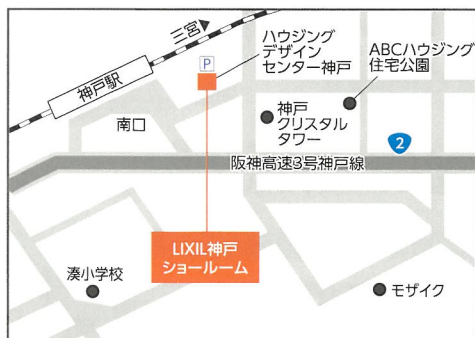 三宮
P
ハウジング
デザイン
センター神戸
ABCハウジング
住宅公園
神戸駅
南口
神戸
クリスタル
タワー
2
阪神高速3号神戸線
LIXIL神戸
ショールーム
湊小学校
モザイク